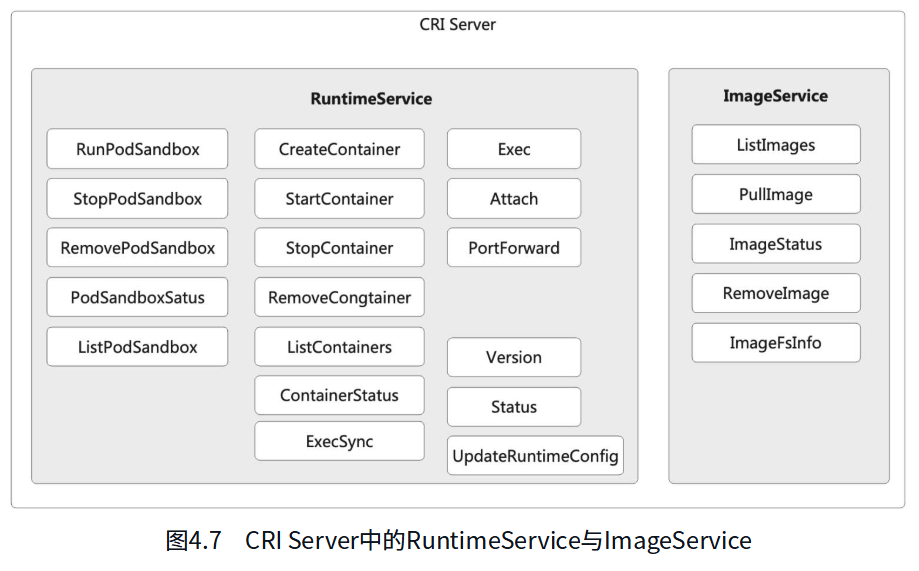 CRI Server
RuntimeService
RunPodSandbox
StopPodSandbox
RemovePodSandbox
PodSandboxSatus
ListPodSandbox
CreateContainer
StartContainer
StopContainer
RemoveCongtainer
ListContainers
ContainerStatus
ExecSync
Exec
Attach
PortForward
Version
Status
UpdateRuntimeConfig
ImageService
ListImages
PullImage
ImageStatus
RemoveImage
ImageFsInfo
图4.7 CRI Server中的RuntimeService与ImageService